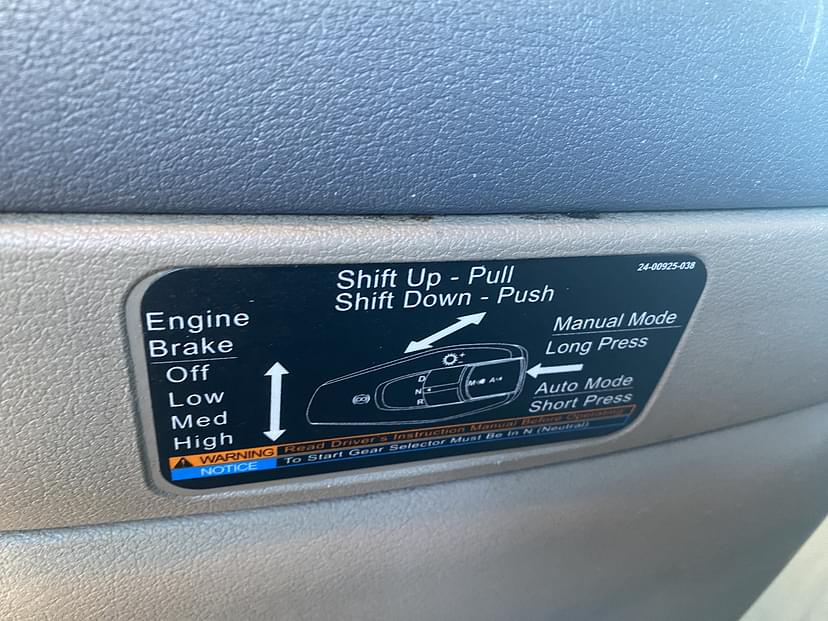 24-00925-038
Shift Up - Pull
Shift Down - Push
Engine
Brake
Off
Low
Med
High
Manual Mode
Long Press
Auto Mode
Short Press
D
N
R
M
A
WARNING Read Driver's Instruction Manual Before Operating
NOTICE To Start Gear Selector Must Be In N (Neutral)